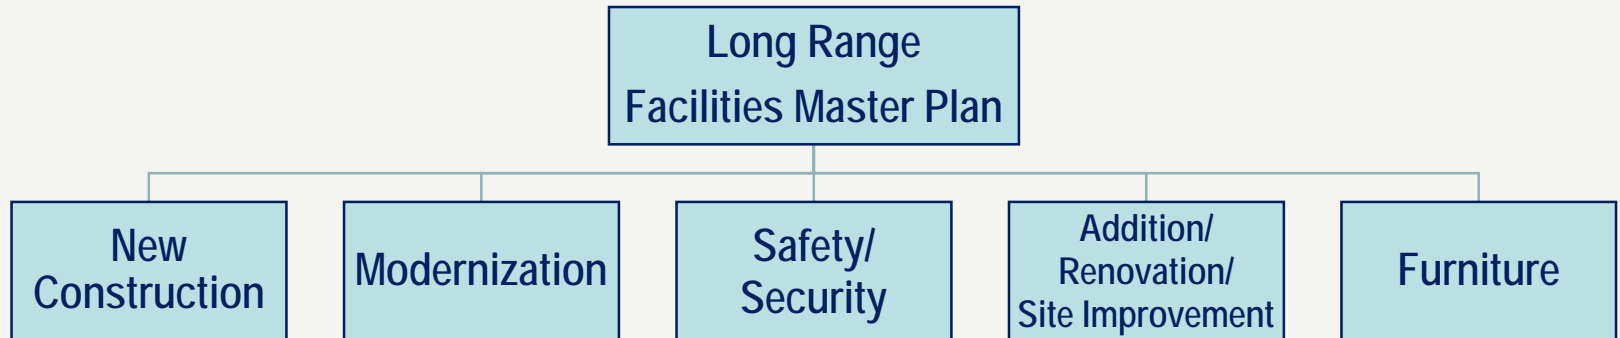 Long Range
Facilities Master Plan
New
Construction
Modernization
Safety/
Security
Addition/
Renovation/
Site Improvement
Furniture